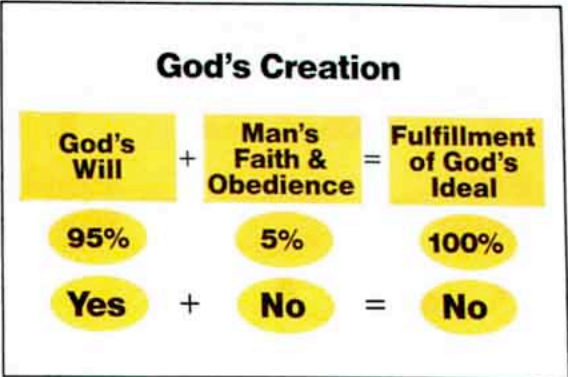 God's Creation
God's
Will
+
Man's
Faith &
Obedience
=
Fulfillment
of God's
Ideal
95%
5%
100%
Yes + No = No